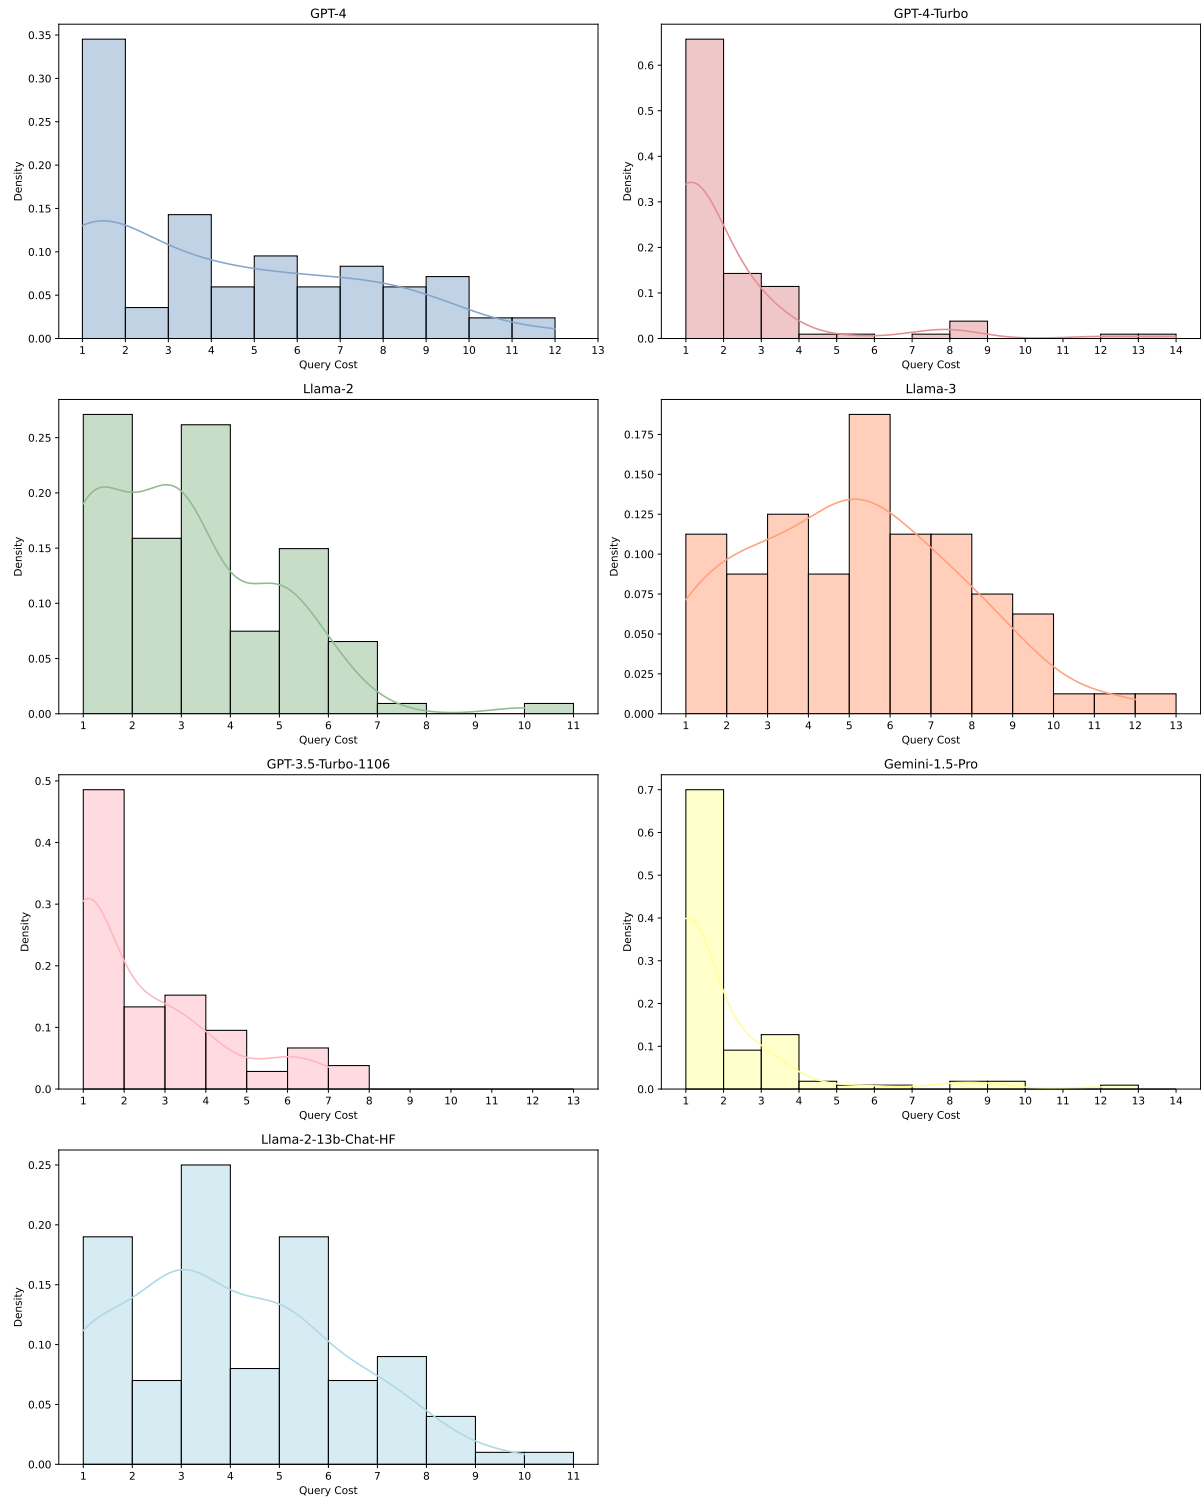 GPT-4
0.35
0.30
0.25
0.20
0.15
0.10
0.05
0.00
Density
1 2 3 4 5 6 7 8 9 10 11 12 13
Query Cost
GPT-4-Turbo
0.6
0.5
0.4
0.3
0.2
0.1
0.0
Density
1 2 3 4 5 6 7 8 9 10 11 12 13 14
Query Cost
Llama-2
0.25
0.20
0.15
0.10
0.05
0.00
Density
1 2 3 4 5 6 7 8 9 10 11
Query Cost
Llama-3
0.175
0.150
0.125
0.100
0.075
0.050
0.025
0.000
Density
1 2 3 4 5 6 7 8 9 10 11 12 13
Query Cost
GPT-3.5-Turbo-1106
0.5
0.4
0.3
0.2
0.1
0.0
Density
1 2 3 4 5 6 7 8 9 10 11 12 13
Query Cost
Gemini-1.5-Pro
0.7
0.6
0.5
0.4
0.3
0.2
0.1
0.0
Density
1 2 3 4 5 6 7 8 9 10 11 12 13 14
Query Cost
Llama-2-13b-Chat-HF
0.25
0.20
0.15
0.10
0.05
0.00
Density
1 2 3 4 5 6 7 8 9 10 11
Query Cost